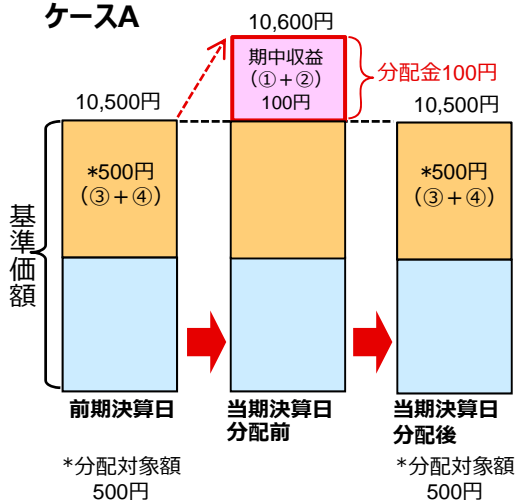 ケースA
10,600円
期中収益
(①+②)
100円
分配金100円
10,500円
10,500円
*500円
(③+④)
*500円
(③+④)
基準価額
前期決算日
当期決算日
分配前
当期決算日
分配後
*分配対象額
500円
*分配対象額
500円